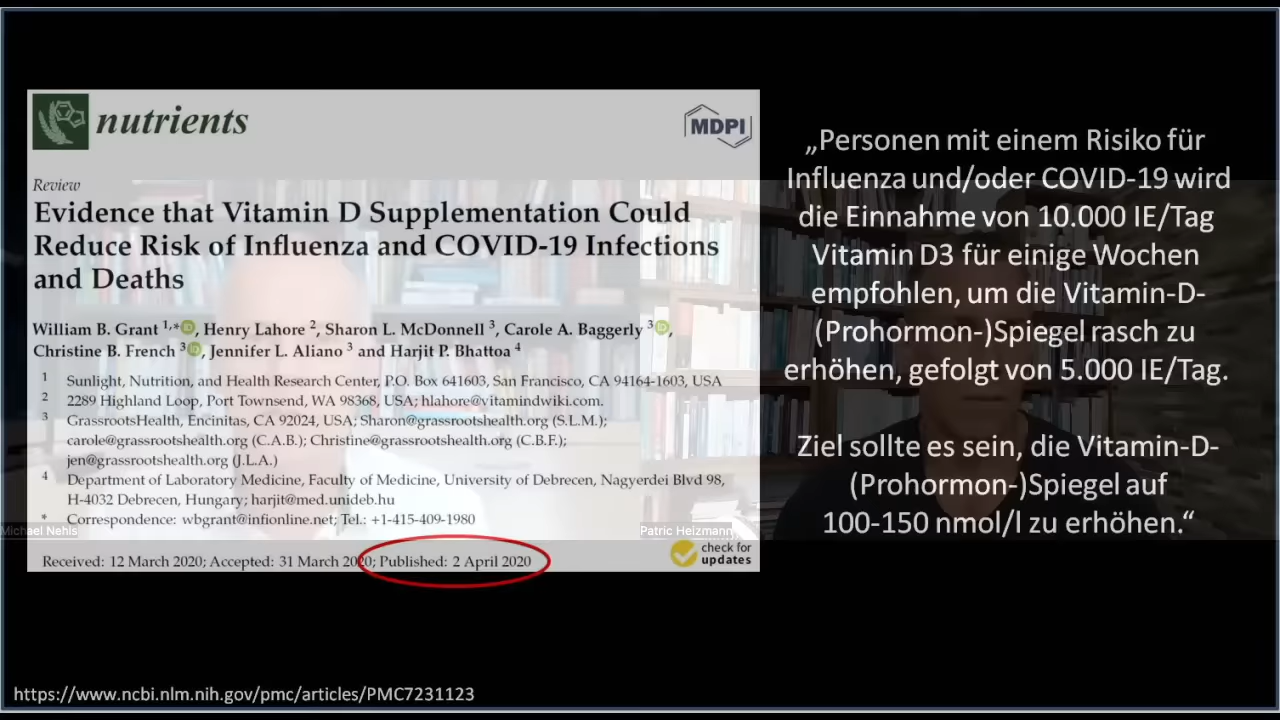 nutrients
MDPI
Review
Evidence that Vitamin D Supplementation Could
Reduce Risk of Influenza and COVID-19 Infections
and Deaths
William B. Grant 1,*, Henry Lahore 2, Sharon L. McDonnell 3, Carole A. Baggerly 3,
Christine B. French 3, Jennifer L. Aliano 3 and Harjit P. Bhattoa 4
1 Sunlight, Nutrition, and Health Research Center, P.O. Box 641603, San Francisco, CA 94164-1603, USA
2 2289 Highland Loop, Port Townsend, WA 98368, USA; hlahore@vitamindwiki.com.
3 GrassrootsHealth, Encinitas, CA 92024, USA; Sharon@grassrootshealth.org (S.L.M.);
carole@grassrootshealth.org (C.A.B.); Christine@grassrootshealth.org (C.B.F.);
jen@grassrootshealth.org (J.L.A.)
4 Department of Laboratory Medicine, Faculty of Medicine, University of Debrecen, Nagyerdei Blvd 98,
H-4032 Debrecen, Hungary; harjit@med.unideb.hu
* Correspondence: wbgrant@infionline.net; Tel.: +1-415-409-1980
Michael Nehls
Patric Heizmann
Received: 12 March 2020; Accepted: 31 March 2020; Published: 2 April 2020
check for
updates
„Personen mit einem Risiko für
Influenza und/oder COVID-19 wird
die Einnahme von 10.000 IE/Tag
Vitamin D3 für einige Wochen
empfohlen, um die Vitamin-D-
(Prohormon-)Spiegel rasch zu
erhöhen, gefolgt von 5.000 IE/Tag.
Ziel sollte es sein, die Vitamin-D-
(Prohormon-)Spiegel auf
100-150 nmol/l zu erhöhen.“
https://www.ncbi.nlm.nih.gov/pmc/articles/PMC7231123